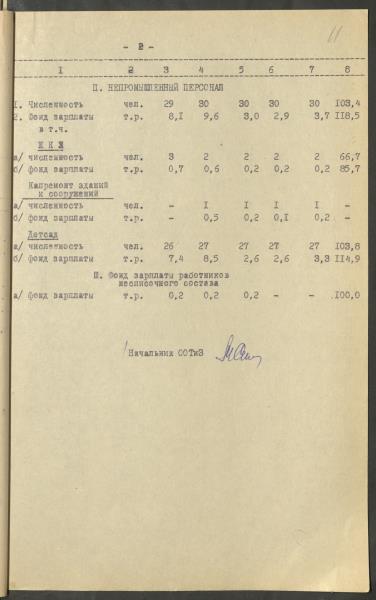 11
- 2 -
1 2 3 4 5 6 7 8
П. НЕПРОМЫШЛЕННЫЙ ПЕРСОНАЛ
I. Численность чел. 29 30 30 30 30 I03,4
2. Фонд зарплаты т.р. 8,I 9,6 3,0 2,9 3,7 II8,5
в т.ч.
Ж К Х
а/ численность чел. 3 2 2 2 2 66,7
б/ фонд зарплаты т.р. 0,7 0,6 0,2 0,2 0,2 85,7
Капремонт зданий
и сооружений
а/ численность чел. - I I I I -
б/ фонд зарплаты т.р. - 0,5 0,2 0,I 0,2 -
Детсад
а/ численность чел. 26 27 27 27 27 I03,8
б/ фонд зарплаты т.р. 7,4 8,5 2,6 2,6 3,3 II4,9
Ш. Фонд зарплаты работников
несписочного состава
а/ фонд зарплаты т.р. 0,2 0,2 0,2 - - I00,0
Начальник ООТиЗ